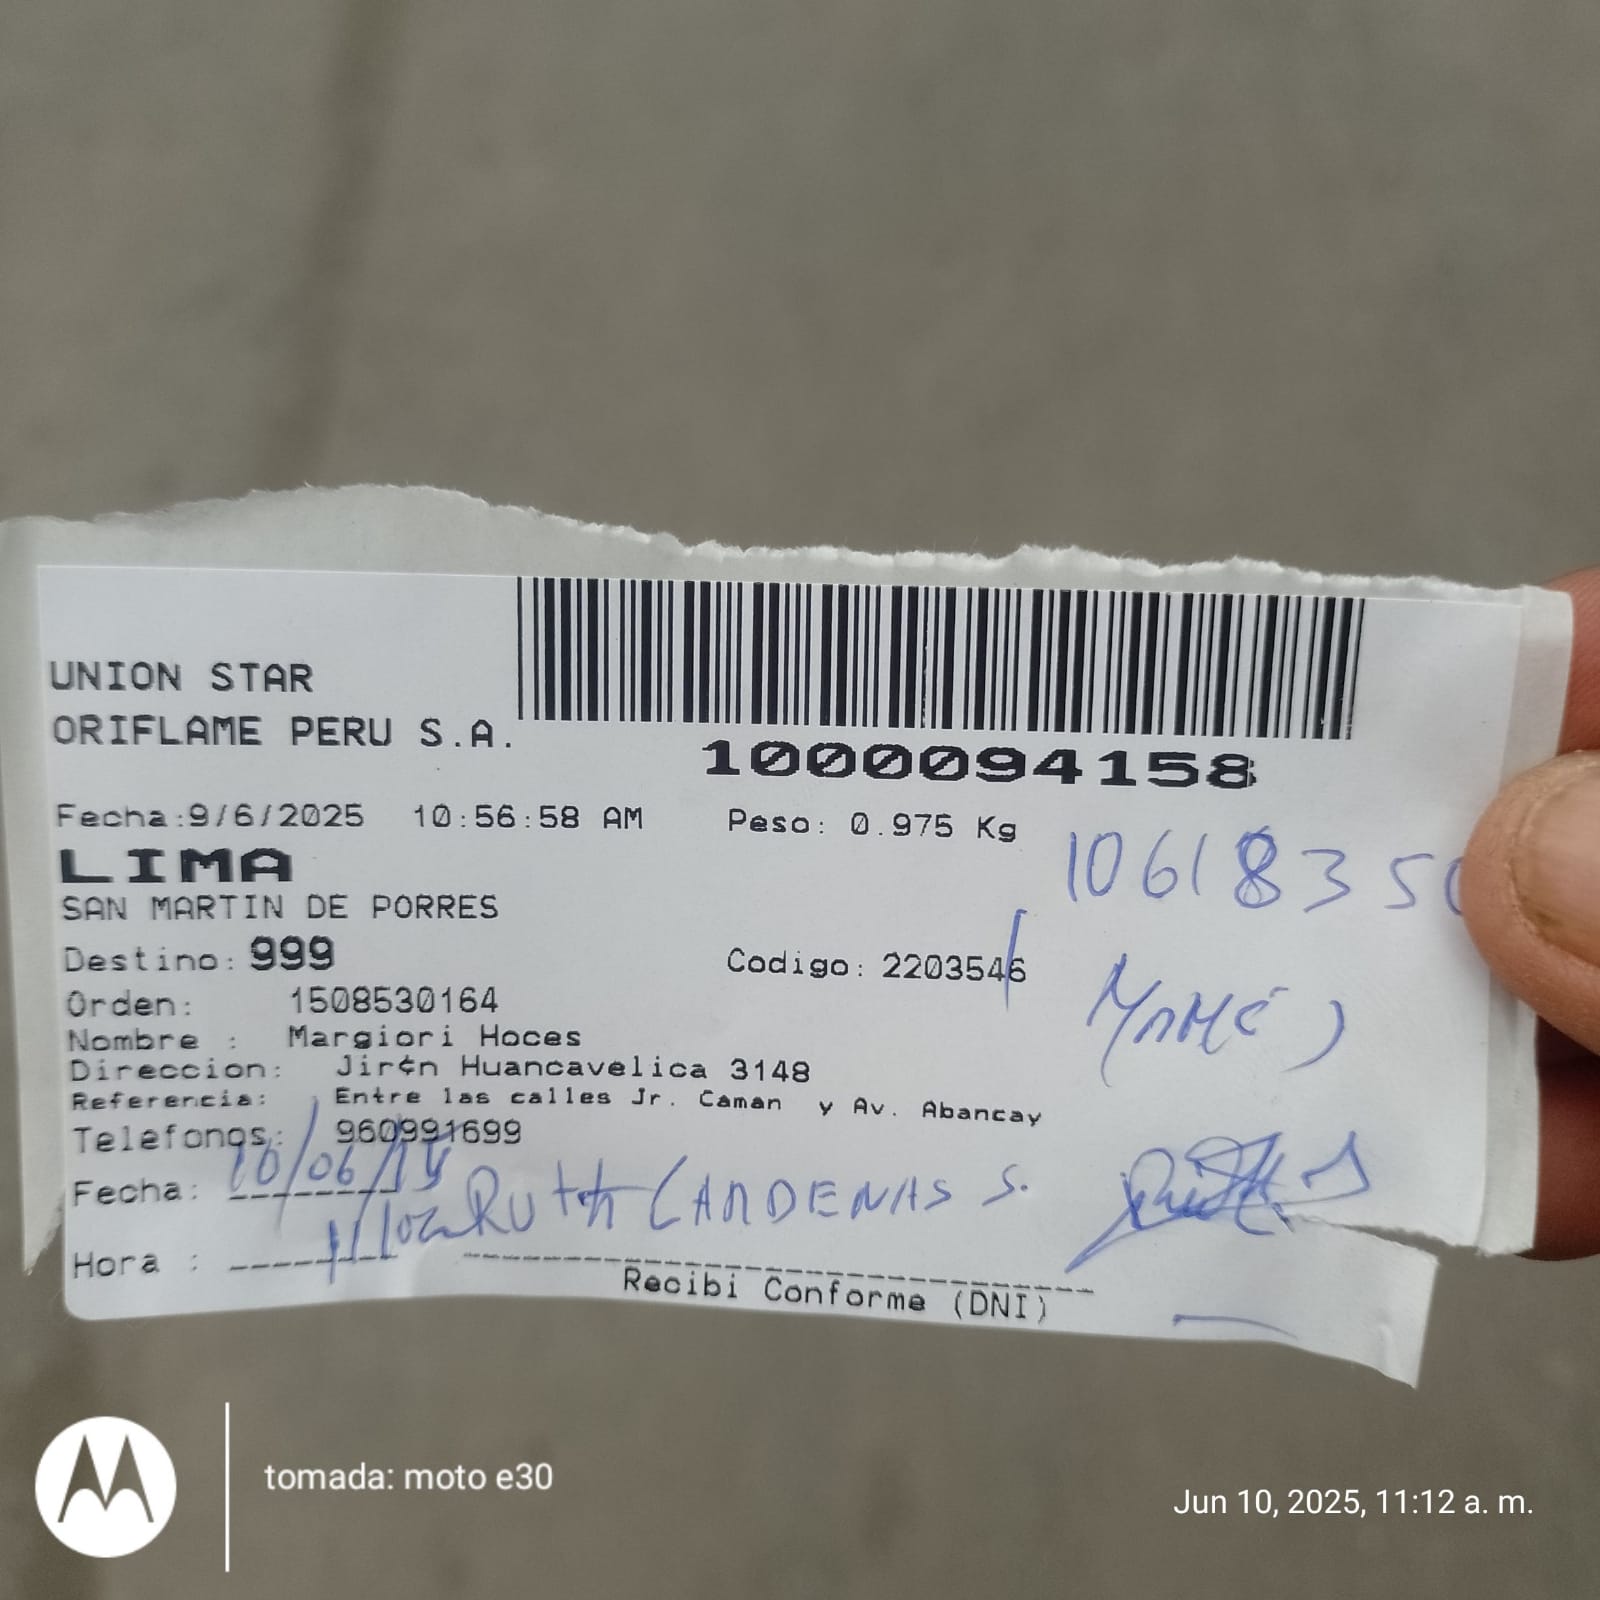 UNION STAR
ORIFLAME PERU S.A.
1000094158
Fecha:9/6/2025 10:56:58 AM Peso: 0.975 Kg
LIMA
1061835
SAN MARTIN DE PORRES
Destino: 999 Codigo: 2203546
Orden: 1508530164
Nombre : Margiori Hoces
Direccion: Jir¢n Huancavelica 3148
Referencia: Entre las calles Jr. Caman y Av. Abancay
Telefonos: 960991699
Fecha: 10/06/
Ruth CARDENAS S.
Hora :
Recibi Conforme (DNI)
tomada: moto e30
Jun 10, 2025, 11:12 a. m.